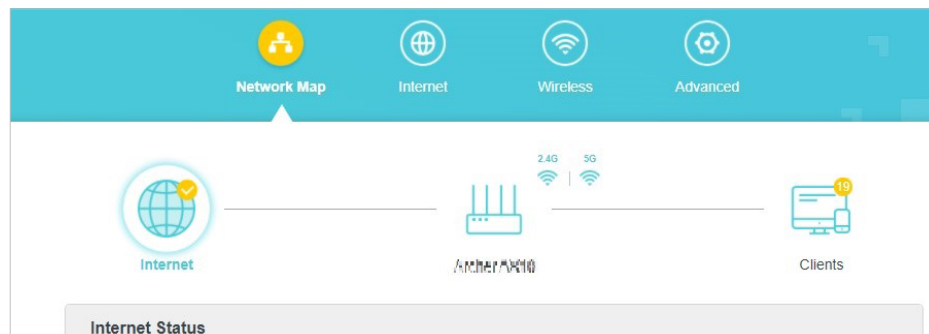 Network Map
Internet
Wireless
Advanced
2.4G
5G
19
Internet
Clients
Internet Status